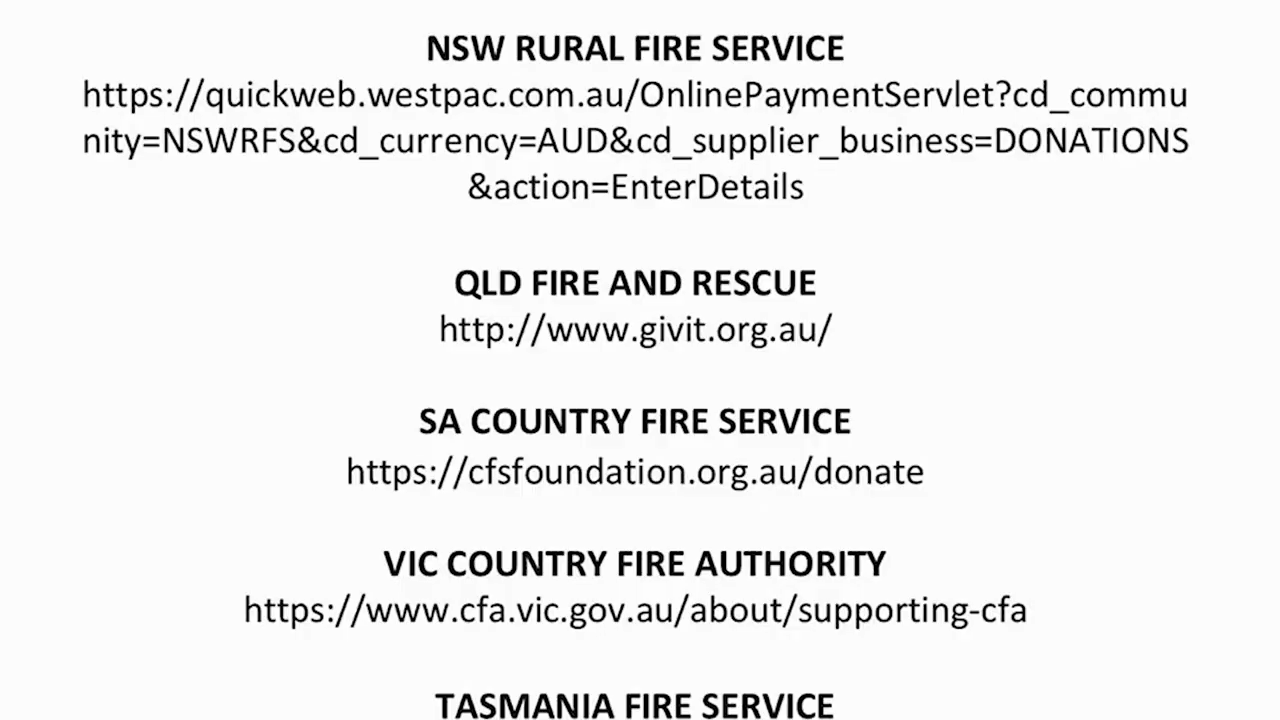 NSW RURAL FIRE SERVICE
https://quickweb.westpac.com.au/OnlinePaymentServlet?cd_commu
nity=NSWRFS&cd_currency=AUD&cd_supplier_business=DONATIONS
&action=EnterDetails
QLD FIRE AND RESCUE
http://www.givit.org.au/
SA COUNTRY FIRE SERVICE
https://cfsfoundation.org.au/donate
VIC COUNTRY FIRE AUTHORITY
https://www.cfa.vic.gov.au/about/supporting-cfa
TASMANIA FIRE SERVICE